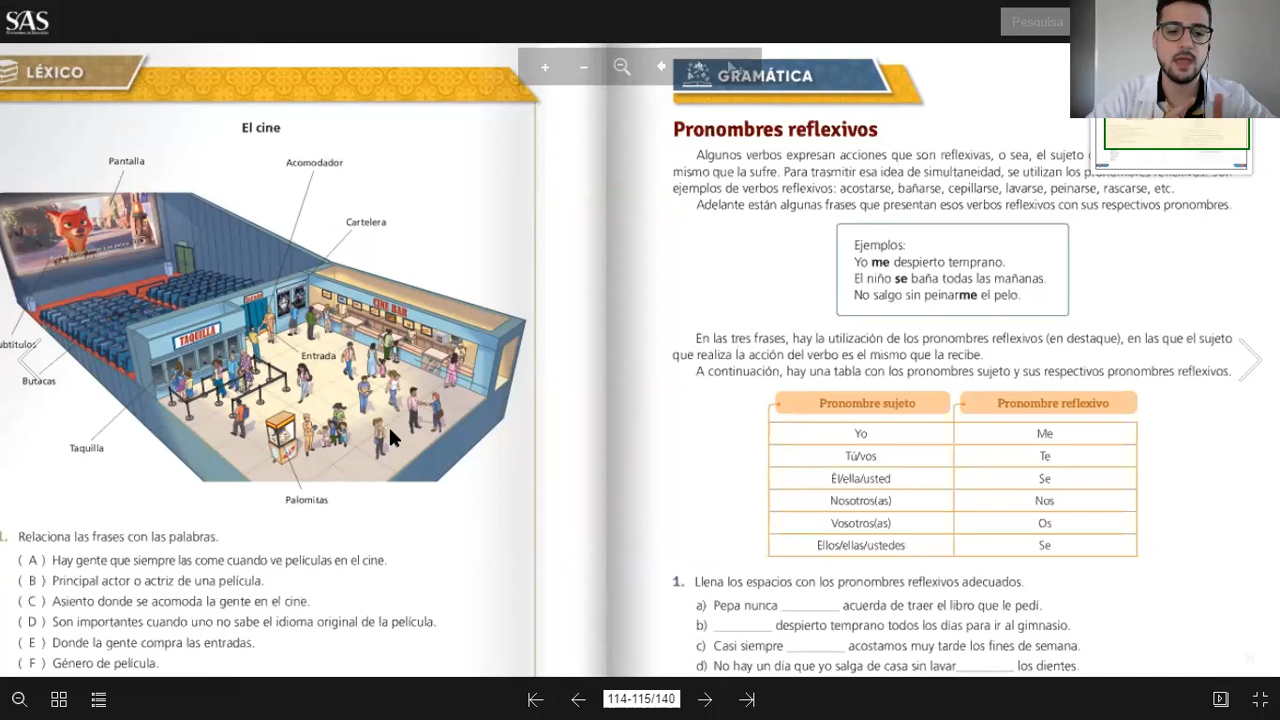 SAS
Pesquisa
LÉXICO
El cine
Pantalla
Acomodador
Cartelera
CINE BAR
TAQUILLA
Entrada
ubtítulos
Butacas
Taquilla
Palomitas
1. Relaciona las frases con las palabras.
( A ) Hay gente que siempre las come cuando ve películas en el cine.
( B ) Principal actor o actriz de una película.
( C ) Asiento donde se acomoda la gente en el cine.
( D ) Son importantes cuando uno no sabe el idioma original de la película.
( E ) Donde la gente compra las entradas.
( F ) Género de película.
GRAMÁTICA
Pronombres reflexivos
Algunos verbos expresan acciones que son reflexivas, o sea, el sujeto
mismo que la sufre. Para trasmitir esa idea de simultaneidad, se utilizan los
ejemplos de verbos reflexivos: acostarse, bañarse, cepillarse, lavarse, peinarse, rascarse, etc.
Adelante están algunas frases que presentan esos verbos reflexivos con sus respectivos pronombres.
Ejemplos:
Yo me despierto temprano.
El niño se baña todas las mañanas.
No salgo sin peinarme el pelo.
En las tres frases, hay la utilización de los pronombres reflexivos (en destaque), en las que el sujeto
que realiza la acción del verbo es el mismo que la recibe.
A continuación, hay una tabla con los pronombres sujeto y sus respectivos pronombres reflexivos.
Pronombre sujeto Pronombre reflexivo
Yo Me
Tú/vos Te
Él/ella/usted Se
Nosotros(as) Nos
Vosotros(as) Os
Ellos/ellas/ustedes Se
1. Llena los espacios con los pronombres reflexivos adecuados.
a) Pepa nunca ________ acuerda de traer el libro que le pedí.
b) ________ despierto temprano todos los días para ir al gimnasio.
c) Casi siempre ________ acostamos muy tarde los fines de semana.
d) No hay un día que yo salga de casa sin lavar________ los dientes.
114-115/140